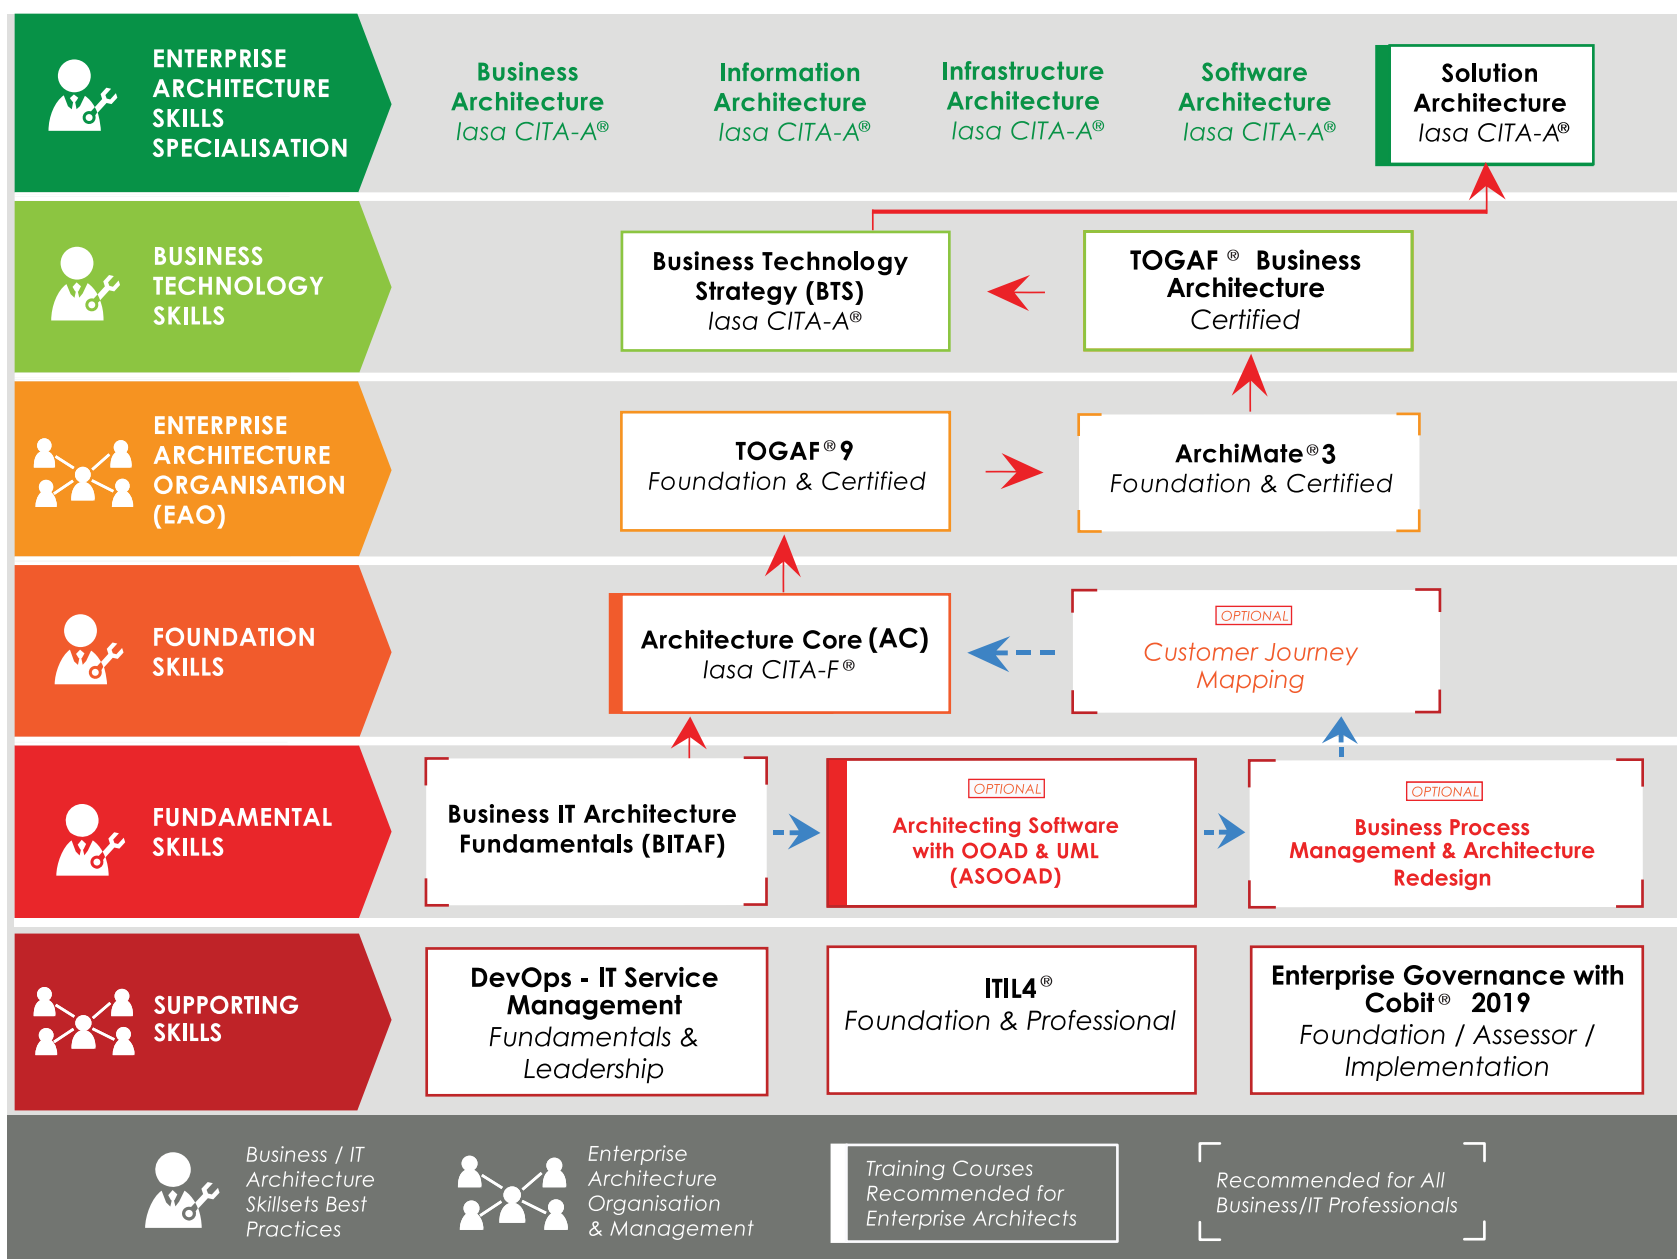 ENTERPRISE
ARCHITECTURE
SKILLS
SPECIALISATION
Business
Architecture
Iasa CITA-A®
Information
Architecture
Iasa CITA-A®
Infrastructure
Architecture
Iasa CITA-A®
Software
Architecture
Iasa CITA-A®
Solution
Architecture
Iasa CITA-A®
BUSINESS
TECHNOLOGY
SKILLS
Business Technology
Strategy (BTS)
Iasa CITA-A®
TOGAF ® Business
Architecture
Certified
ENTERPRISE
ARCHITECTURE
ORGANISATION
(EAO)
TOGAF ® 9
Foundation & Certified
ArchiMate ® 3
Foundation & Certified
FOUNDATION
SKILLS
Architecture Core (AC)
Iasa CITA-F ®
OPTIONAL
Customer Journey
Mapping
FUNDAMENTAL
SKILLS
Business IT Architecture
Fundamentals (BITAF)
OPTIONAL
Architecting Software
with OOAD & UML
(ASOOAD)
OPTIONAL
Business Process
Management & Architecture
Redesign
SUPPORTING
SKILLS
DevOps - IT Service
Management
Fundamentals &
Leadership
ITIL4 ®
Foundation & Professional
Enterprise Governance with
Cobit ® 2019
Foundation / Assessor /
Implementation
Business / IT
Architecture
Skillsets Best
Practices
Enterprise
Architecture
Organisation
& Management
Training Courses
Recommended for
Enterprise Architects
Recommended for All
Business/IT Professionals